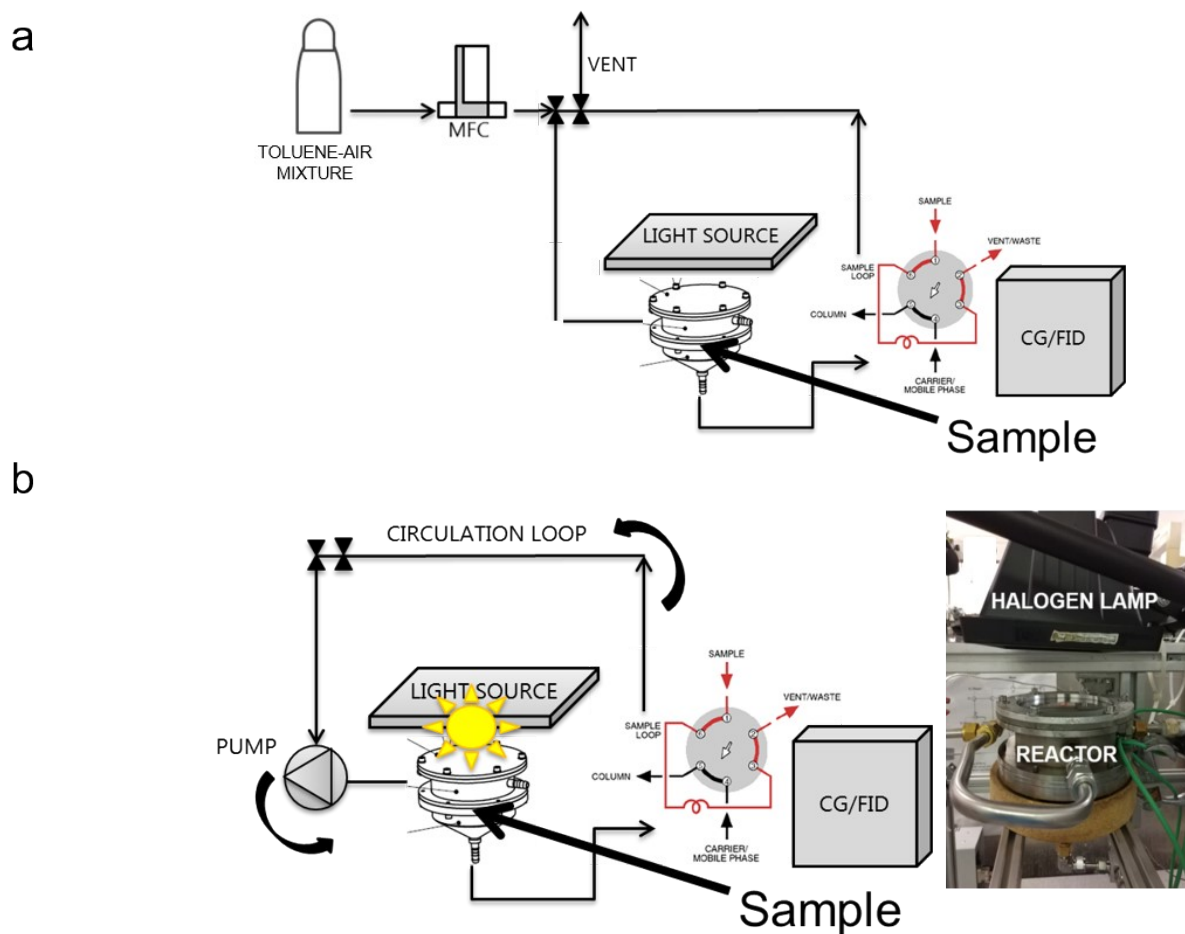 a
VENT
MFC
TOLUENE-AIR
MIXTURE
LIGHT SOURCE
SAMPLE
VENT/WASTE
SAMPLE
LOOP
COLUMN
CARRIER/
MOBILE PHASE
CG/FID
Sample
b
CIRCULATION LOOP
LIGHT SOURCE
PUMP
SAMPLE
VENT/WASTE
SAMPLE
LOOP
COLUMN
CARRIER/
MOBILE PHASE
CG/FID
Sample
HALOGEN LAMP
REACTOR